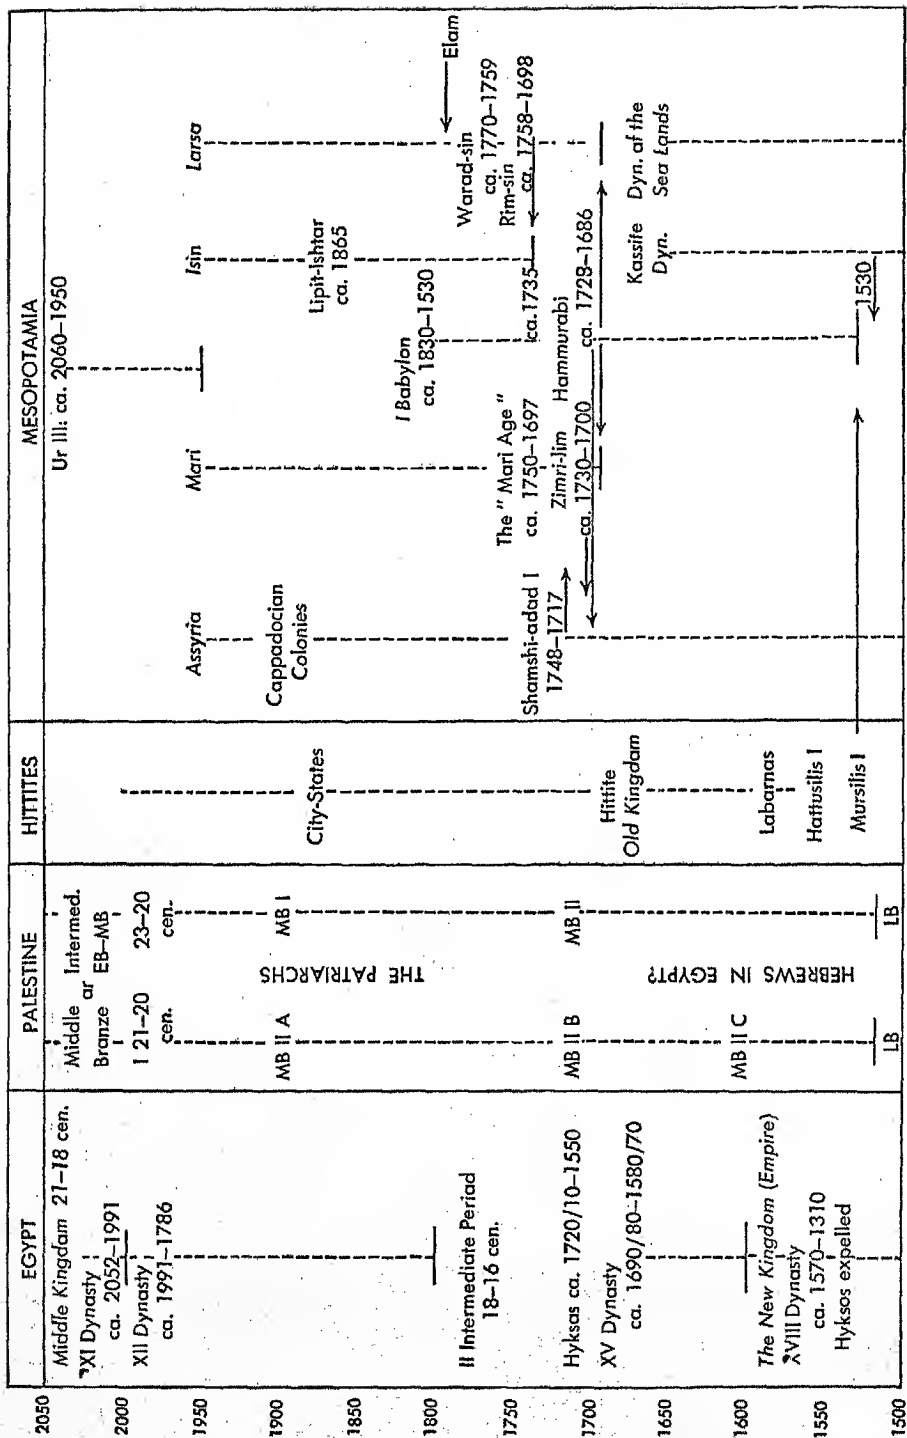 EGYPT
Middle Kingdam 21–18 cen.
XI Dynasty
ca. 2052–1991
XII Dynasty
ca. 1991–1786
II Intermediate Periad
18–16 cen.
Hyksas ca. 1720/10–1550
XV Dynasty
ca. 1690/80–1580/70
The New Kingdom (Empire)
XVIII Dynasty
ca. 1570–1310
Hyksos expelled
PALESTINE
Middle
Branze
I 21–20
cen.
ar
Intermed.
EB–MB
23–20
cen.
MB II A
MB I
THE PATRIARCHS
MB II B
MB II
HEBREWS IN EGYPT?
MB II C
LB
LB
HITTITES
City-States
Hittite
Old Kingdom
Labarnas
Hattusilis I
Mursilis I
MESOPOTAMIA
Ur III: ca. 2060–1950
Assyria
Mari
Isin
Larsa
Cappadocian
Colonies
Lipit-Ishtar
ca. 1865
I Babylon
ca. 1830–1530
Elam
Warad-sin
ca. 1770–1759
Rim-sin
ca. 1758–1698
The "Mari Age"
ca. 1750–1697
ca. 1735
Shamshi-adad I
1748–1717
Zimri-lim
ca. 1730–1700
Hammurabi
ca. 1728–1686
Kassite
Dyn.
Dyn. of the
Sea Lands
1530
2050
2000
1950
1900
1850
1800
1750
1700
1650
1600
1550
1500